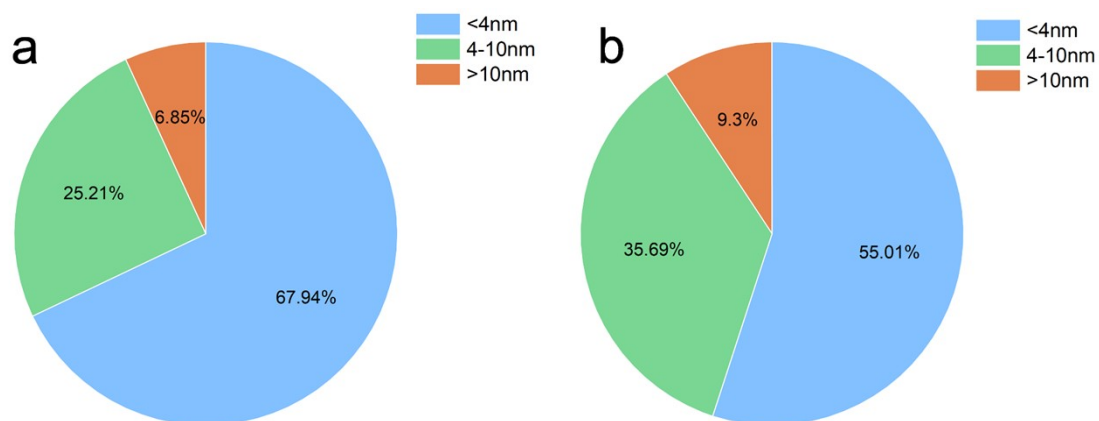 a
<4nm
4-10nm
>10nm
6.85%
25.21%
67.94%
b
<4nm
4-10nm
>10nm
9.3%
35.69%
55.01%